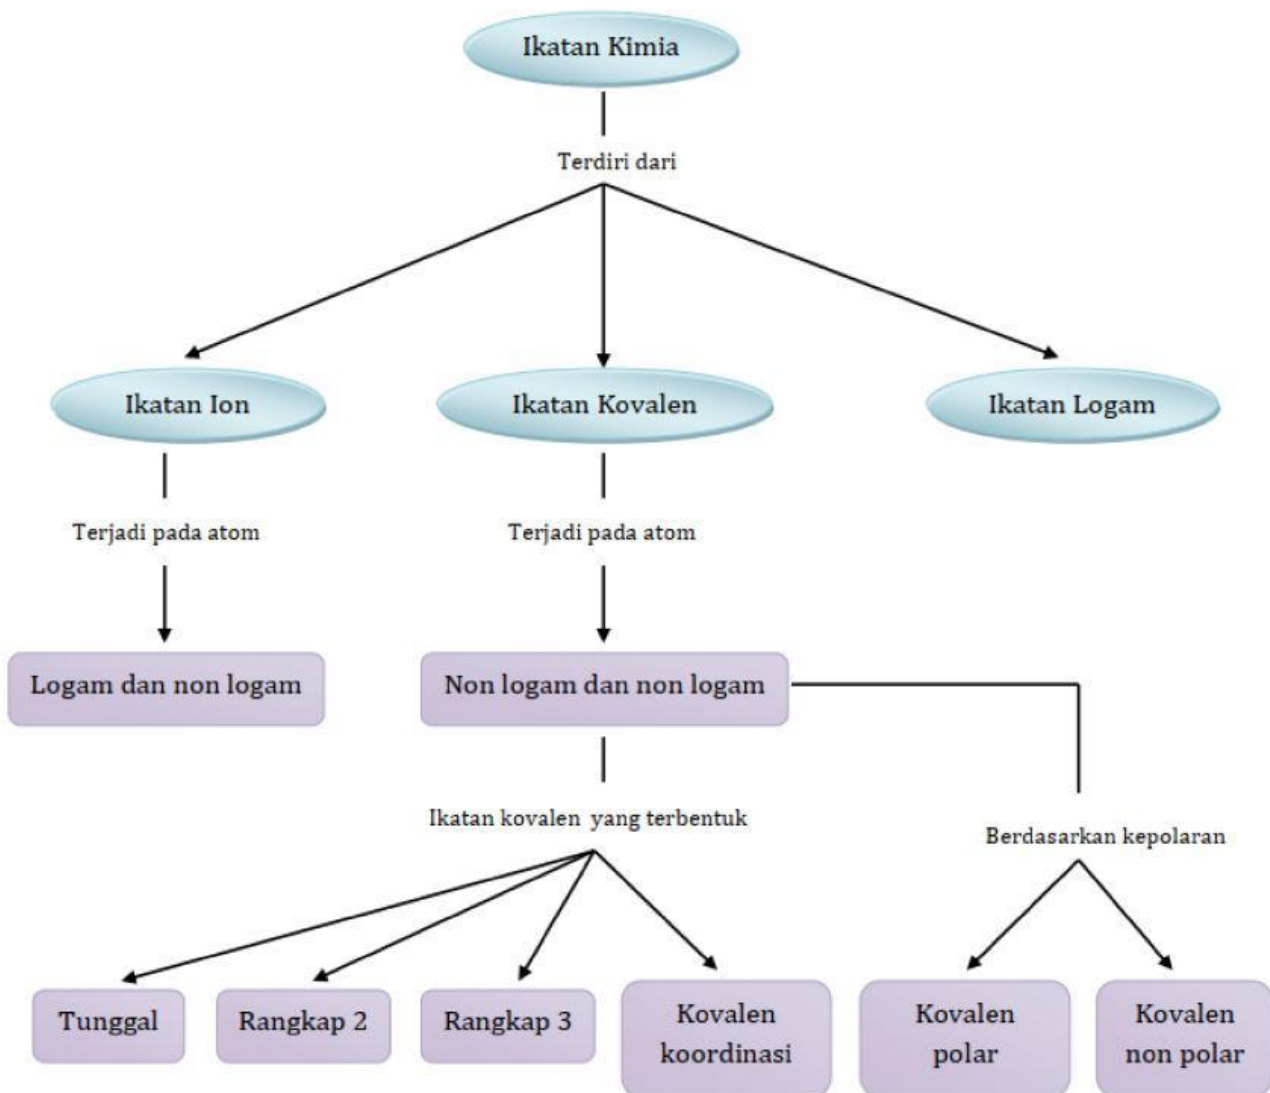 Ikatan Kimia
Terdiri dari
Ikatan Ion
Ikatan Kovalen
Ikatan Logam
Terjadi pada atom
Terjadi pada atom
Logam dan non logam
Non logam dan non logam
Ikatan kovalen yang terbentuk
Berdasarkan kepolaran
Tunggal
Rangkap 2
Rangkap 3
Kovalen
koordinasi
Kovalen
polar
Kovalen
non polar